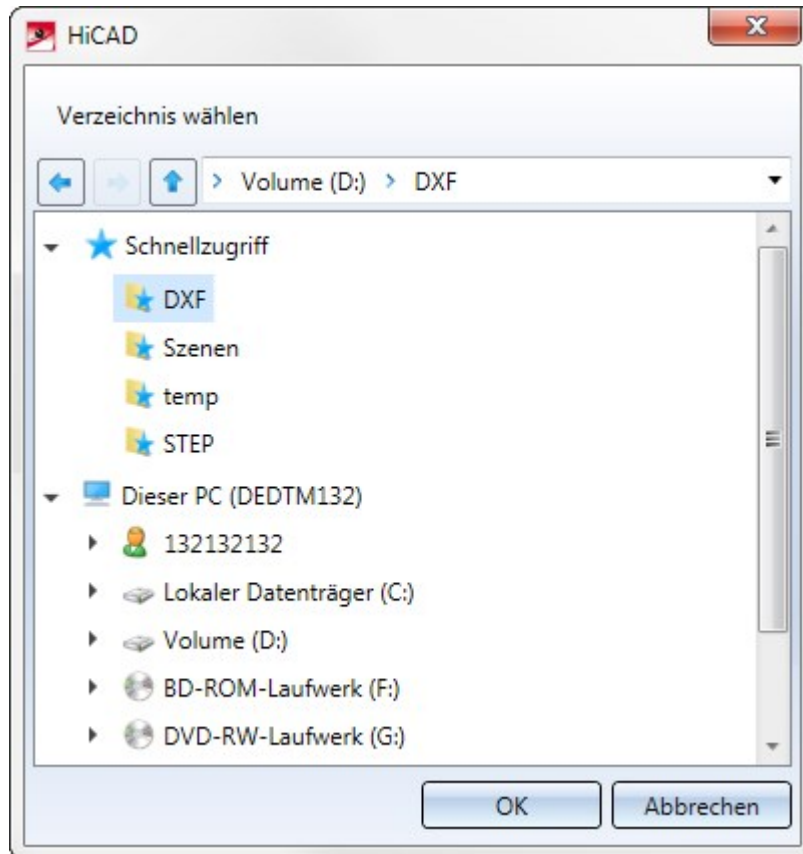 HiCAD
Verzeichnis wählen
Volume (D:) DXF
Schnellzugriff
DXF
Szenen
temp
STEP
Dieser PC (DEDTM132)
132132132
Lokaler Datenträger (C:)
Volume (D:)
BD-ROM-Laufwerk (F:)
DVD-RW-Laufwerk (G:)
OK Abbrechen